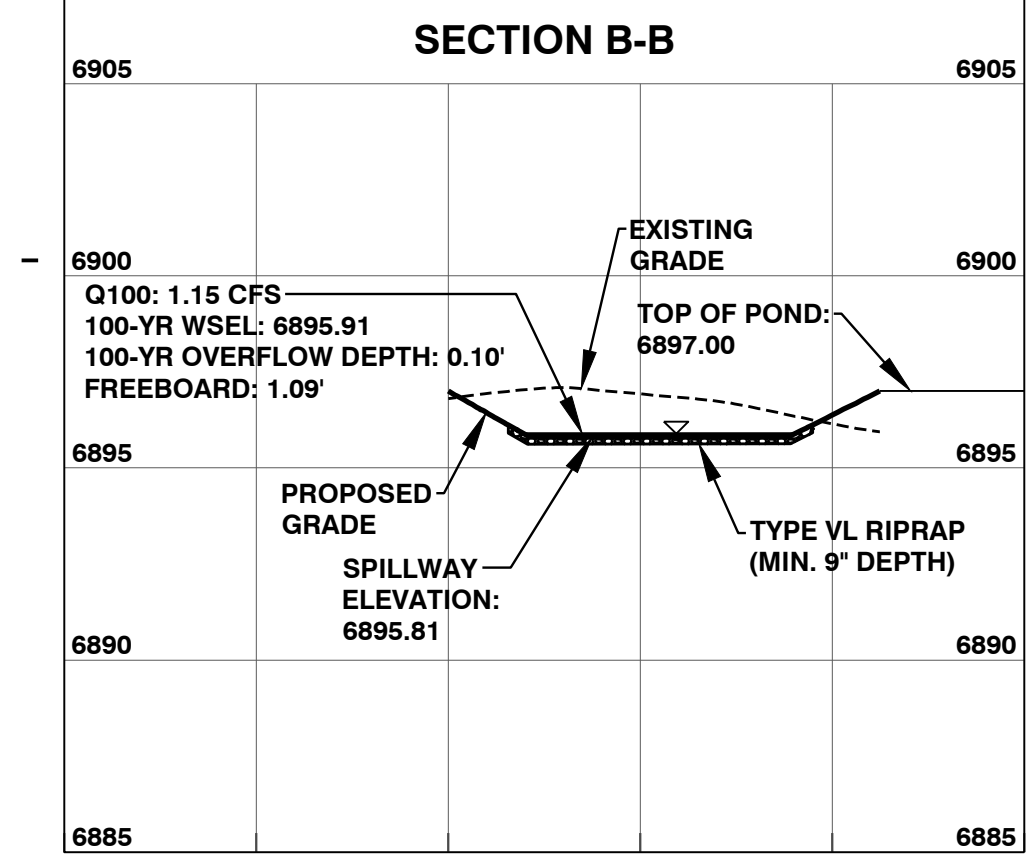 SECTION B-B
6905 6905
EXISTING
GRADE
6900 6900
Q100: 1.15 CFS
100-YR WSEL: 6895.91
100-YR OVERFLOW DEPTH: 0.10'
FREEBOARD: 1.09'
TOP OF POND:
6897.00
6895 6895
PROPOSED
GRADE
SPILLWAY
ELEVATION:
6895.81
TYPE VL RIPRAP
(MIN. 9" DEPTH)
6890 6890
6885 6885